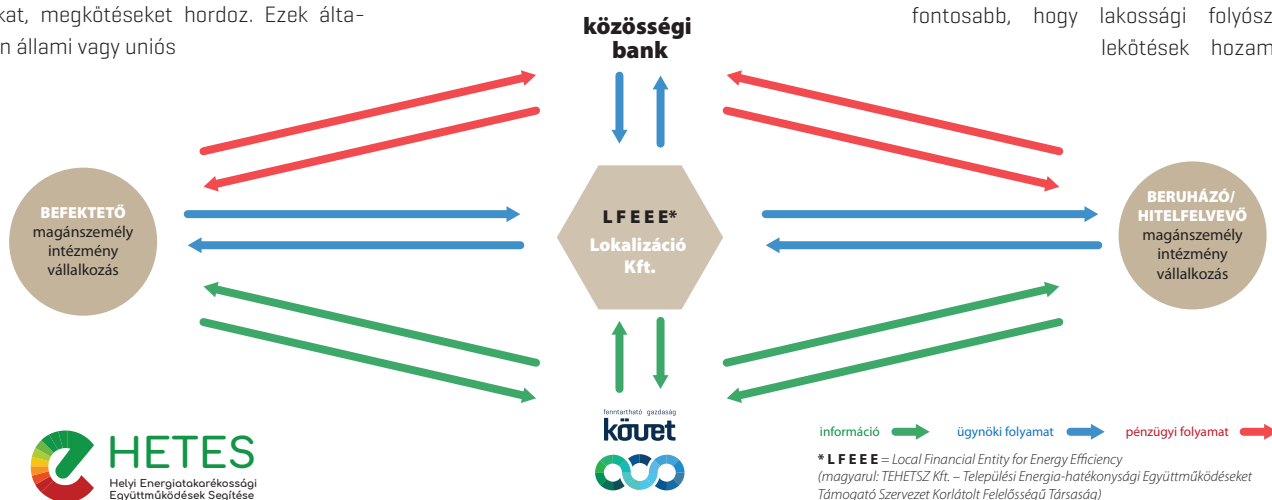 kat, megkötéseket hordoz. Ezek álta-
n állami vagy uniós
közösségi
bank
fontosabb, hogy lakossági folyósz
lekötések hozam
BEFEKTETŐ
magánszemély
intézmény
vállalkozás
LFEEE*
Lokalizáció
Kft.
BERUHÁZÓ/
HITELFELVEVŐ
magánszemély
intézmény
vállalkozás
HETES
Helyi Energiatakarékossági
Együttműködések Segítése
fenntartható gazdaság
követ
információ
ügynöki folyamat
pénzügyi folyamat
*LFEEE = Local Financial Entity for Energy Efficiency
(magyarul: TEHETSZ Kft. – Települési Energia-hatékonysági Együttműködéseket
Támogató Szervezet Korlátolt Felelősségű Társaság)